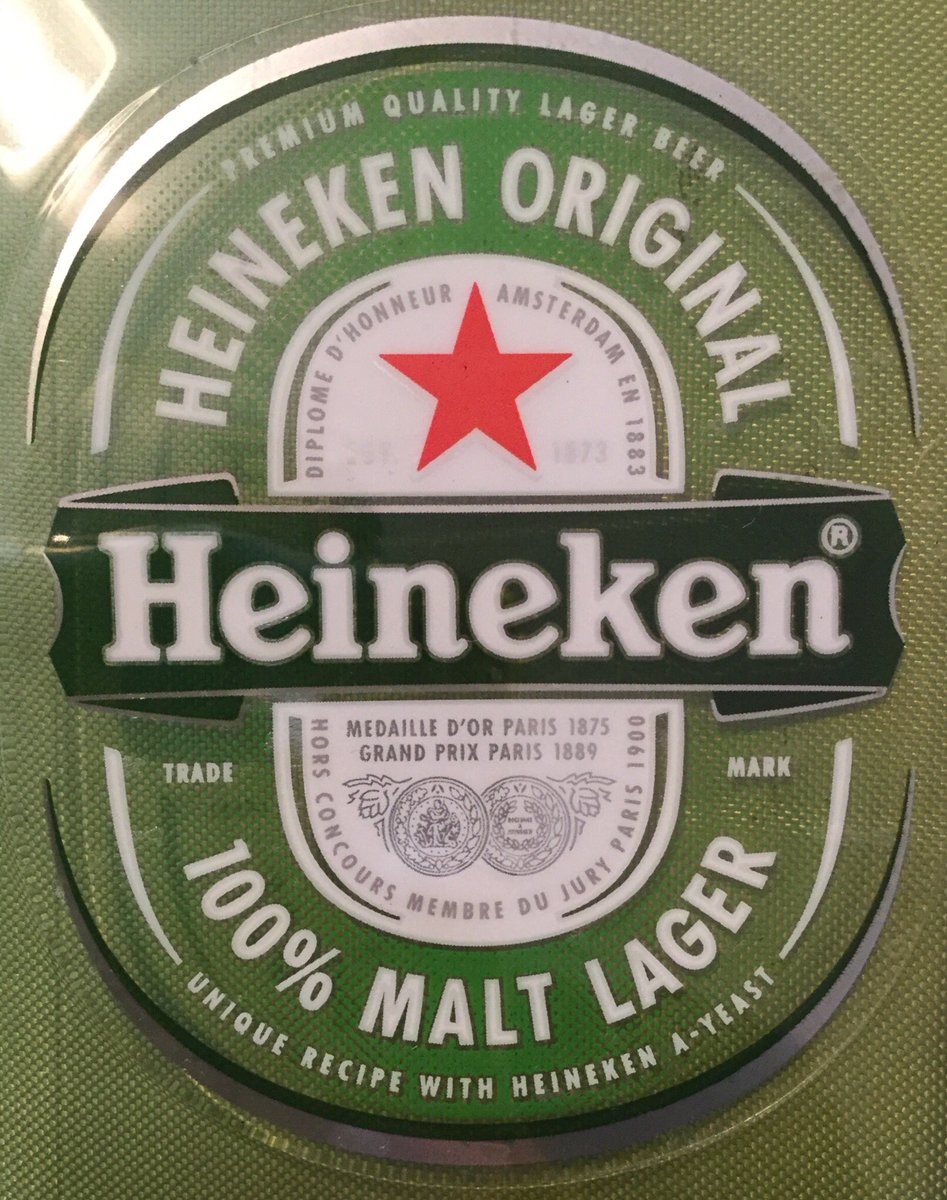 PREMIUM QUALITY LAGER BEER
HEINEKEN ORIGINAL
DIPLOME D'HONNEUR AMSTERDAM EN 1883
1873
Heineken®
MEDAILLE D'OR PARIS 1875
GRAND PRIX PARIS 1889
HORS CONCOURS MEMBRE DU JURY PARIS 1900
TRADE MARK
100% MALT LAGER
UNIQUE RECIPE WITH HEINEKEN A-YEAST